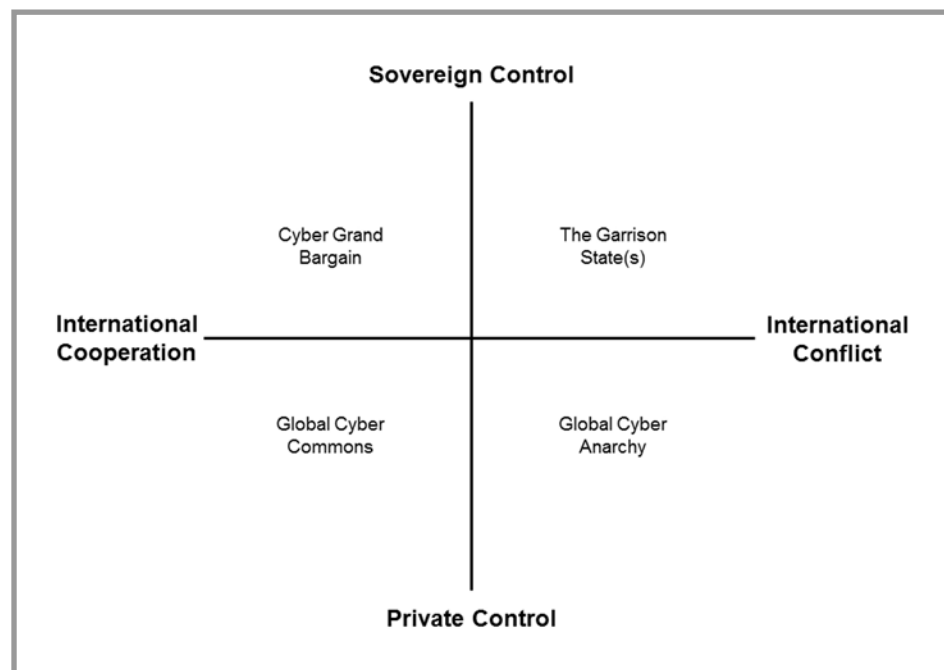 Sovereign Control
Cyber Grand
Bargain
The Garrison
State(s)
International
Cooperation
International
Conflict
Global Cyber
Commons
Global Cyber
Anarchy
Private Control